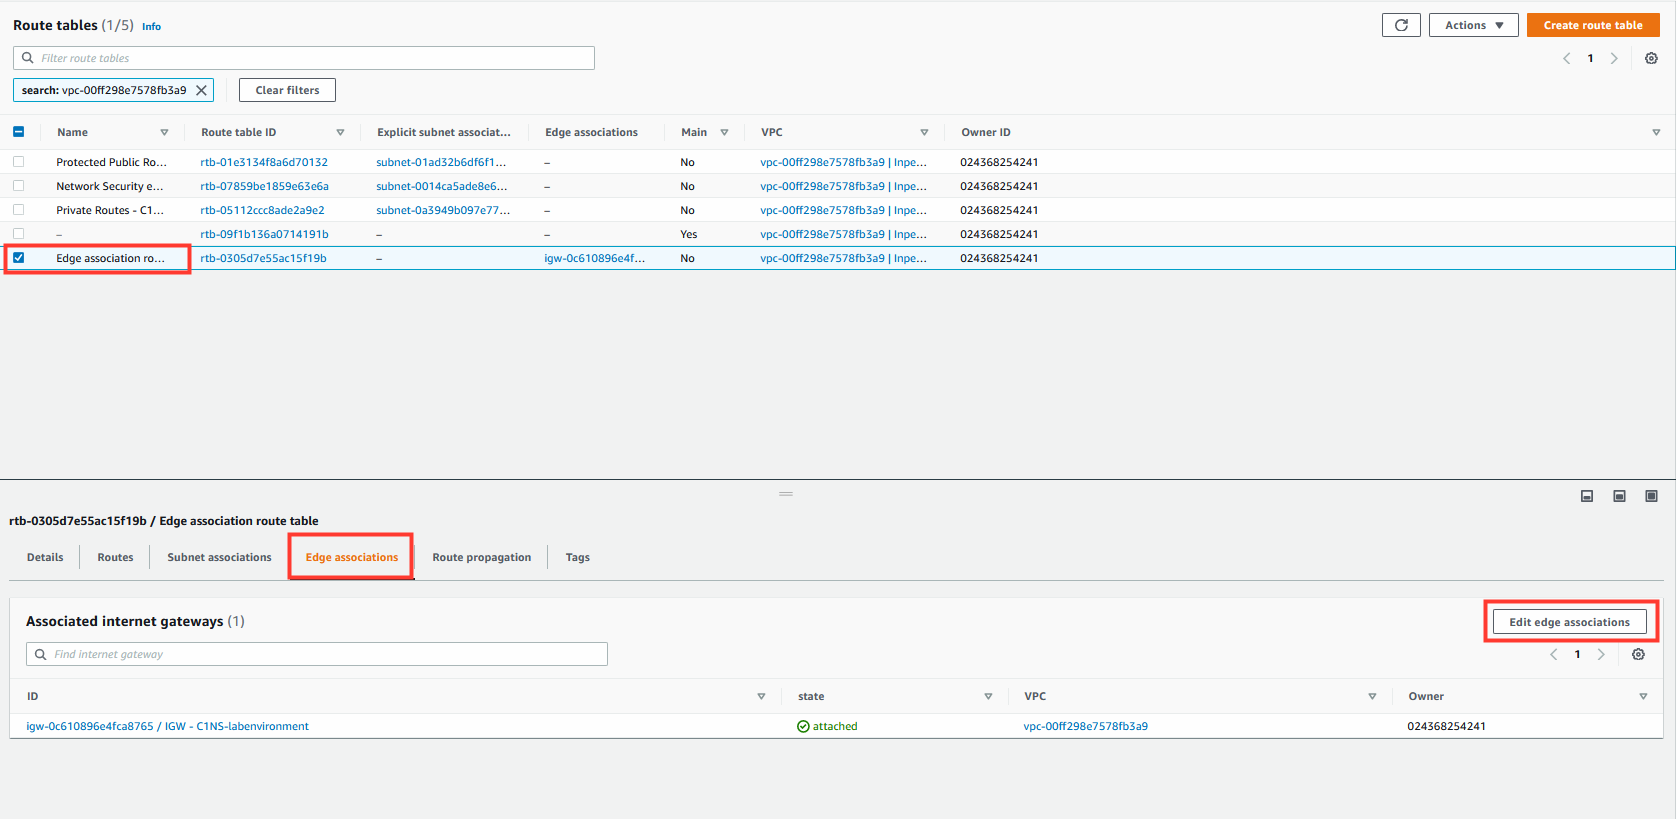 Route tables (1/5) Info
Actions ▼ Create route table
Filter route tables
1
search: vpc-00ff298e7578fb3a9
Clear filters
Name Route table ID Explicit subnet associat... Edge associations Main VPC Owner ID
Protected Public Ro... rtb-01e3134f8a6d70132 subnet-01ad32b6df6f1... – No vpc-00ff298e7578fb3a9 | Inpe... 024368254241
Network Security e... rtb-07859be1859e63e6a subnet-0014ca5ade8e6... – No vpc-00ff298e7578fb3a9 | Inpe... 024368254241
Private Routes - C1... rtb-05112ccc8ade2a9e2 subnet-0a3949b097e77... – No vpc-00ff298e7578fb3a9 | Inpe... 024368254241
– rtb-09f1b136a0714191b – – Yes vpc-00ff298e7578fb3a9 | Inpe... 024368254241
Edge association ro... rtb-0305d7e55ac15f19b – igw-0c610896e4f... No vpc-00ff298e7578fb3a9 | Inpe... 024368254241
rtb-0305d7e55ac15f19b / Edge association route table
Details Routes Subnet associations Edge associations Route propagation Tags
Associated internet gateways (1)
Edit edge associations
Find internet gateway
1
ID state VPC Owner
igw-0c610896e4fca8765 / IGW - C1NS-labenvironment attached vpc-00ff298e7578fb3a9 024368254241